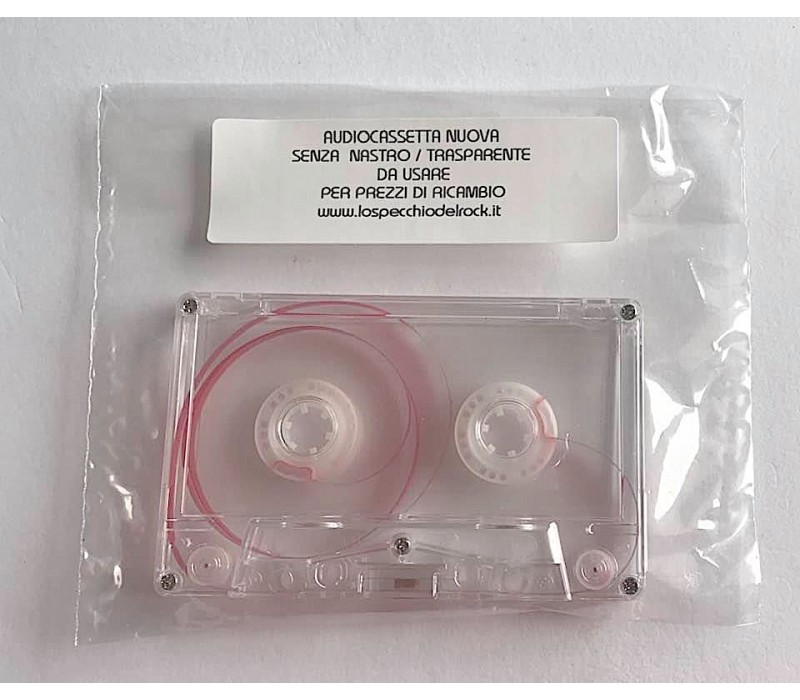 AUDIOCASSETTA NUOVA
SENZA NASTRO / TRASPARENTE
DA USARE
PER PREZZI DI RICAMBIO
www.lospecchiodelrock.it